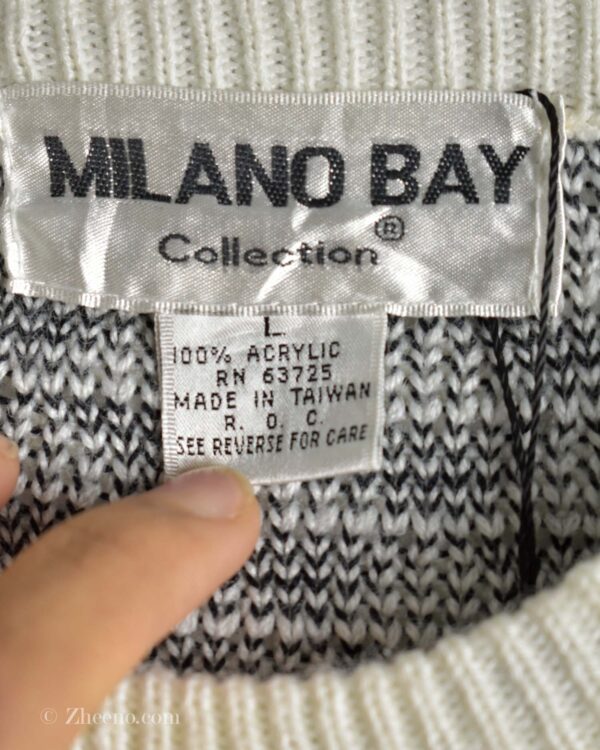 MILANO BAY
Collection®
L
100% ACRYLIC
RN 63725
MADE IN TAIWAN
R. O. C.
SEE REVERSE FOR CARE
© Zheeno.com